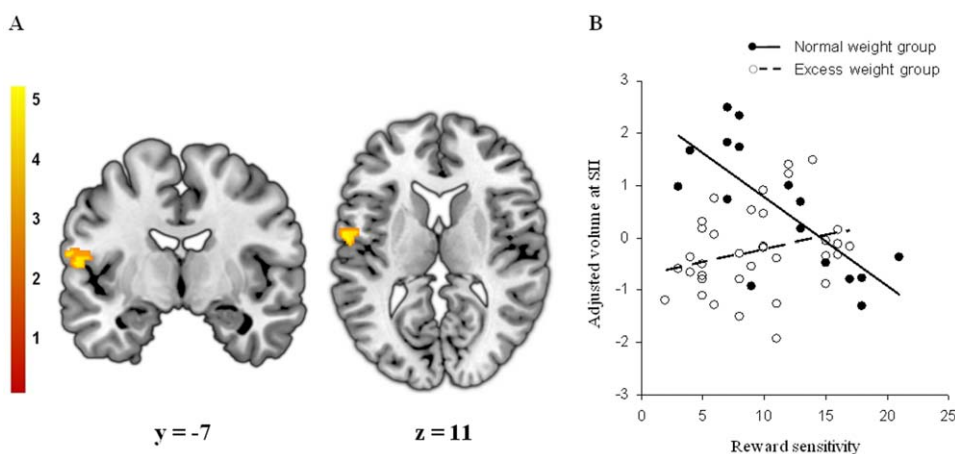 A
5
4
3
2
1
y = -7
z = 11
B
Normal weight group
Excess weight group
Adjusted volume at SII
3
2
1
0
-1
-2
-3
0 5 10 15 20 25
Reward sensitivity